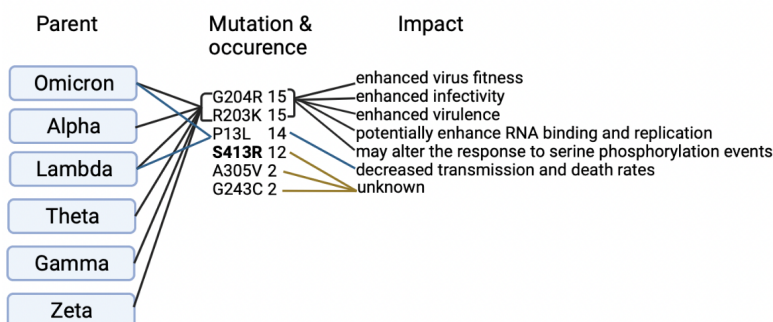 Parent
Mutation &
occurence
Impact
Omicron
Alpha
Lambda
Theta
Gamma
Zeta
G204R 15
R203K 15
P13L 14
S413R 12
A305V 2
G243C 2
enhanced virus fitness
enhanced infectivity
enhanced virulence
potentially enhance RNA binding and replication
may alter the response to serine phosphorylation events
decreased transmission and death rates
unknown